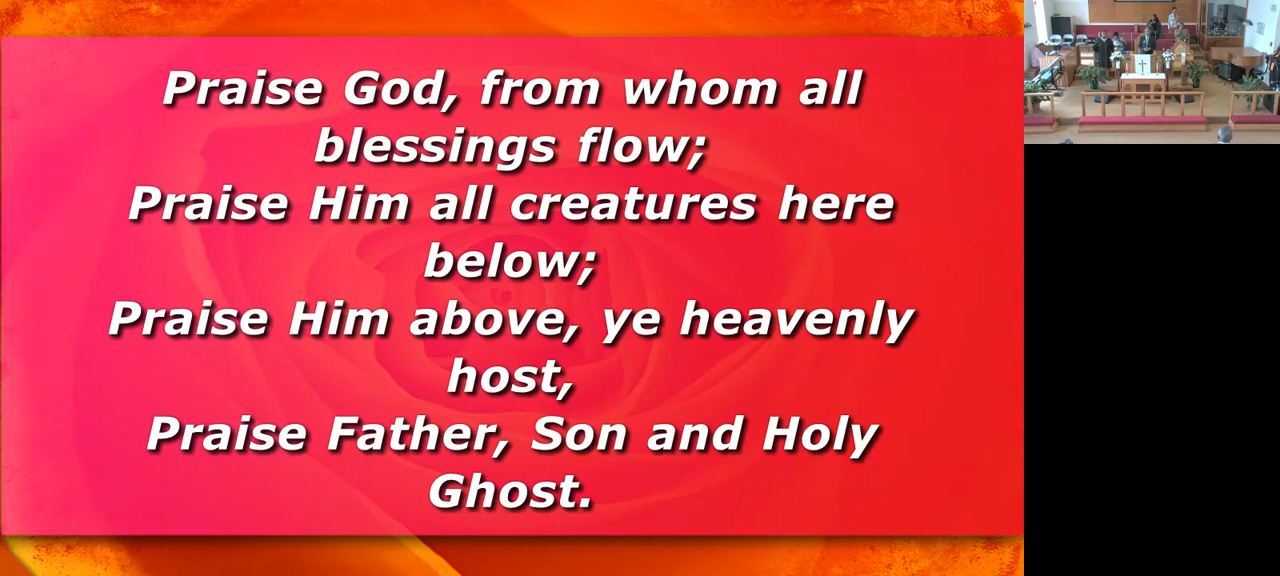 Praise God, from whom all
blessings flow;
Praise Him all creatures here
below;
Praise Him above, ye heavenly
host,
Praise Father, Son and Holy
Ghost.